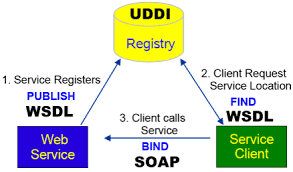 UDDI
Registry
1. Service Registers
PUBLISH
WSDL
2. Client Request
Service Location
FIND
WSDL
3. Client calls
Service
BIND
SOAP
Web
Service
Service
Client